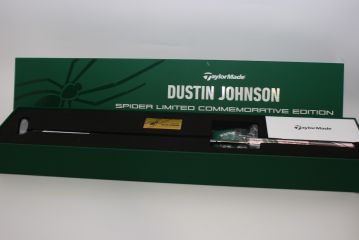 TaylorMade
DUSTIN JOHNSON
SPIDER LIMITED COMMEMORATIVE EDITION
TaylorMade